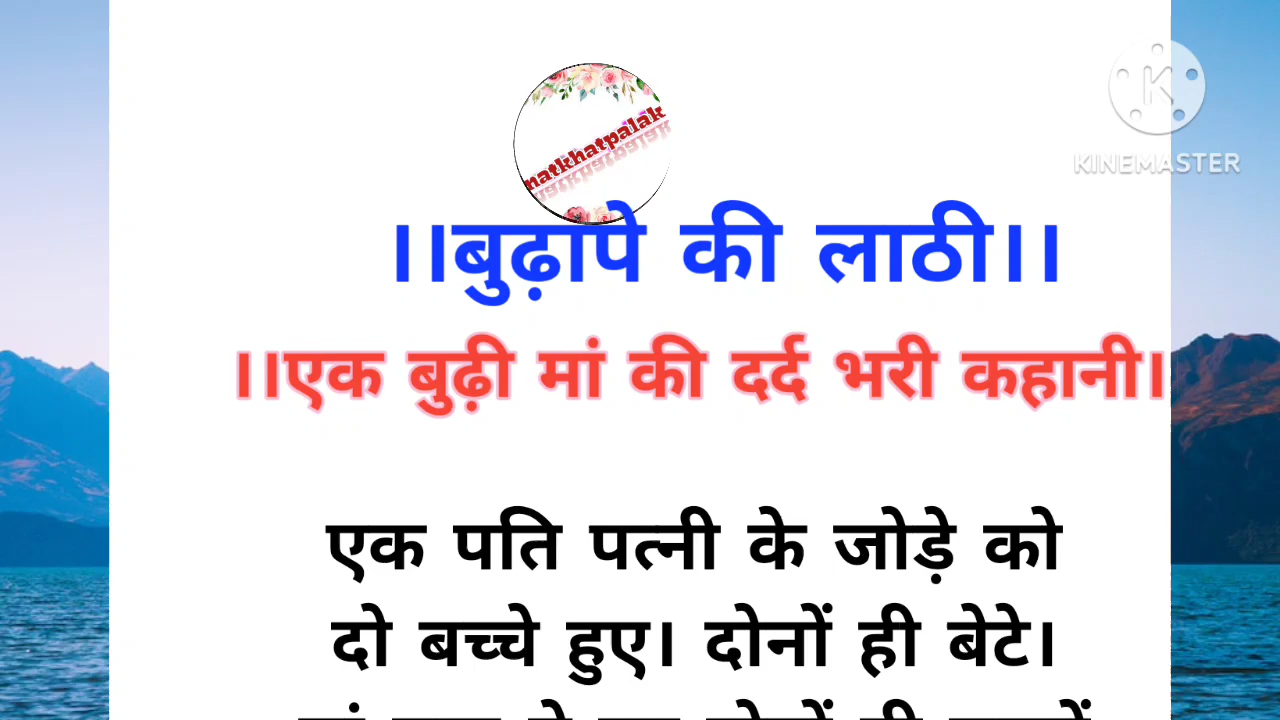 natkhatpalak
KINEMASTER
।।बुढ़ापे की लाठी।।
।।एक बुढ़ी मां की दर्द भरी कहानी।
एक पति पत्नी के जोड़े को
दो बच्चे हुए। दोनों ही बेटे।